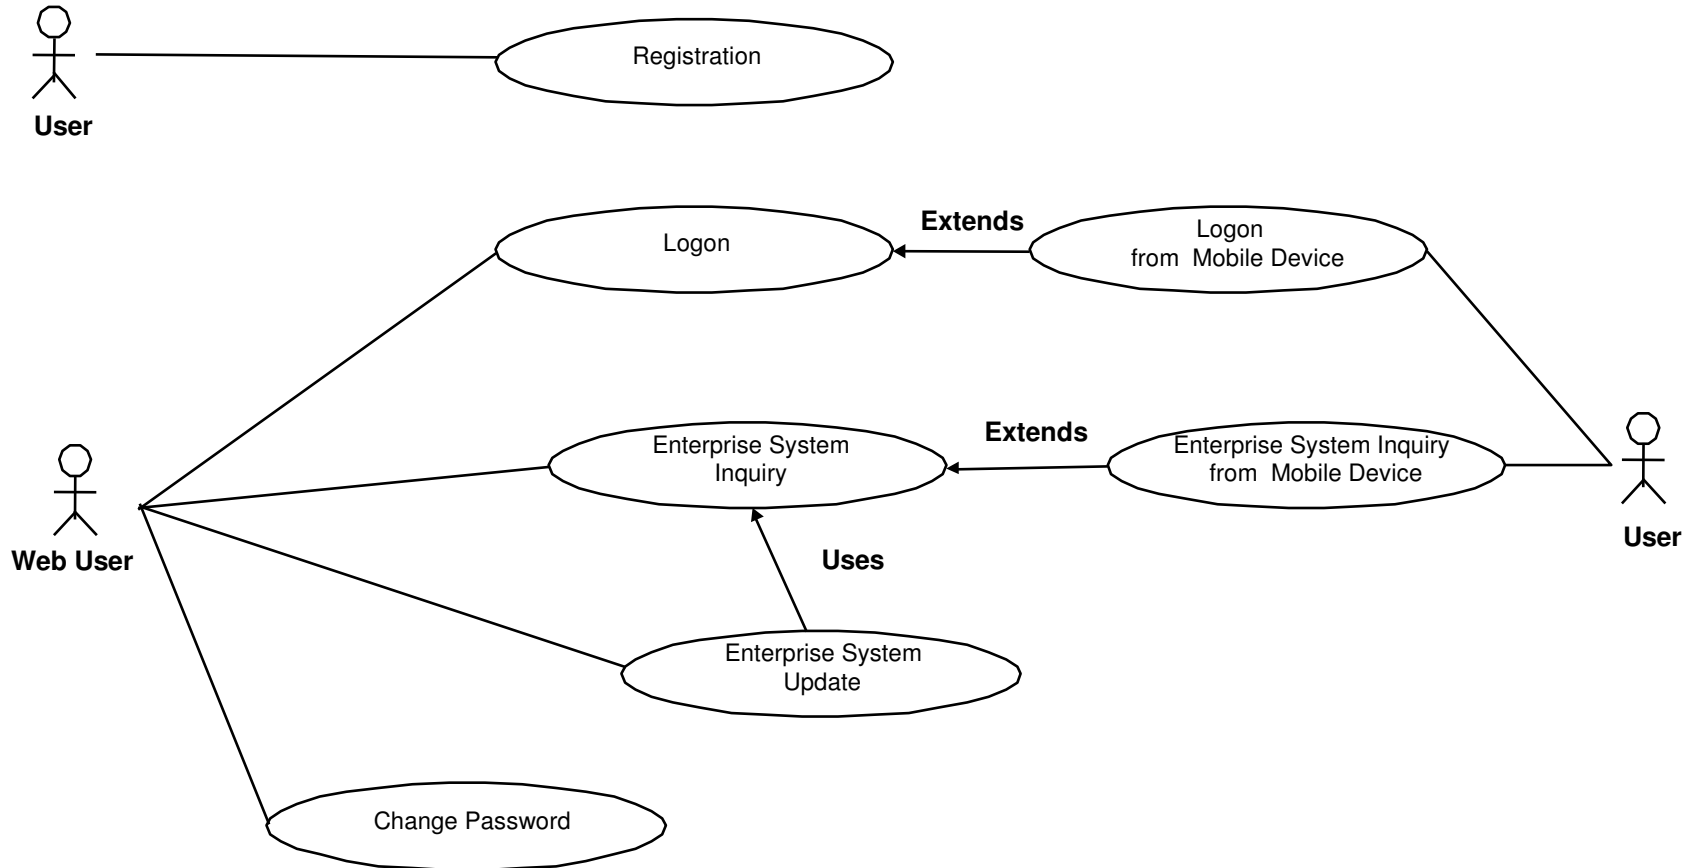 Registration
User
Logon
Extends
Logon
from Mobile Device
Enterprise System
Inquiry
Extends
Enterprise System Inquiry
from Mobile Device
User
Web User
Uses
Enterprise System
Update
Change Password